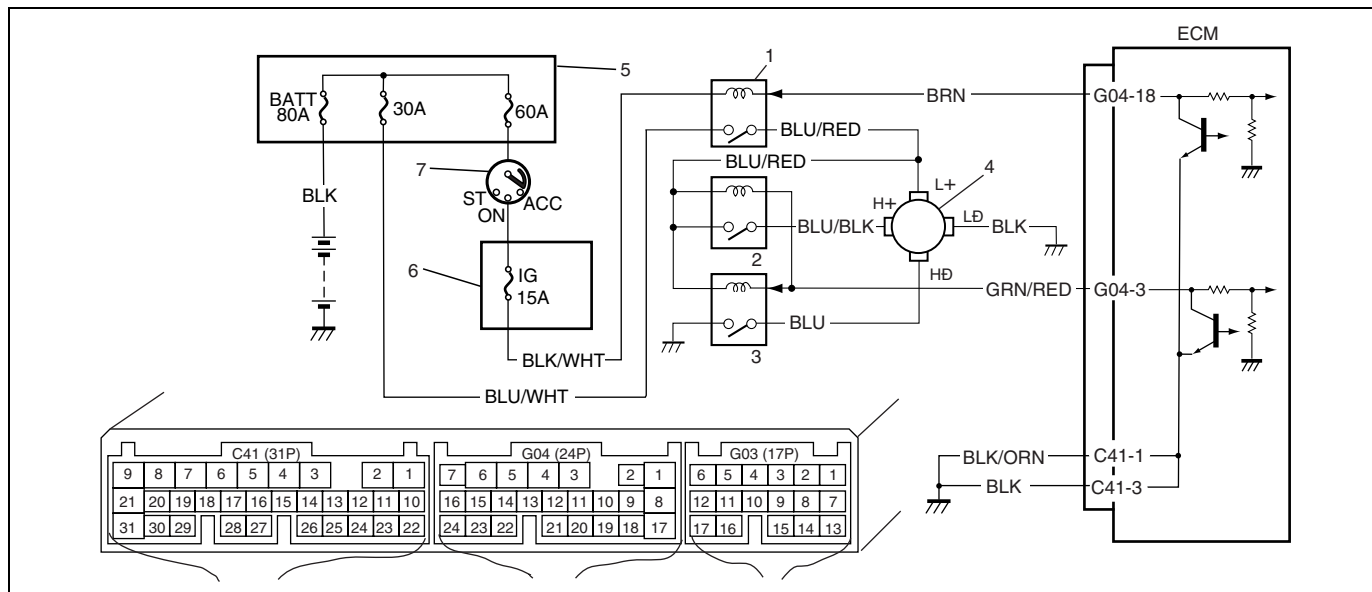 ECM
1
5
BATT
80A
30A
60A
BRN
G04-18
BLU/RED
BLU/RED
7
4
BLK
ST
ON
ACC
L+
H+
BLU/BLK
LÐ
BLK
2
6
IG
15A
HÐ
GRN/RED
G04-3
BLU
3
BLK/WHT
BLU/WHT
C41 (31P)
G04 (24P)
G03 (17P)
9 8 7 6 5 4 3 2 1
7 6 5 4 3 2 1
6 5 4 3 2 1
21 20 19 18 17 16 15 14 13 12 11 10
16 15 14 13 12 11 10 9 8
12 11 10 9 8 7
31 30 29 28 27 26 25 24 23 22
24 23 22 21 20 19 18 17
17 16 15 14 13
BLK/ORN
C41-1
BLK
C41-3